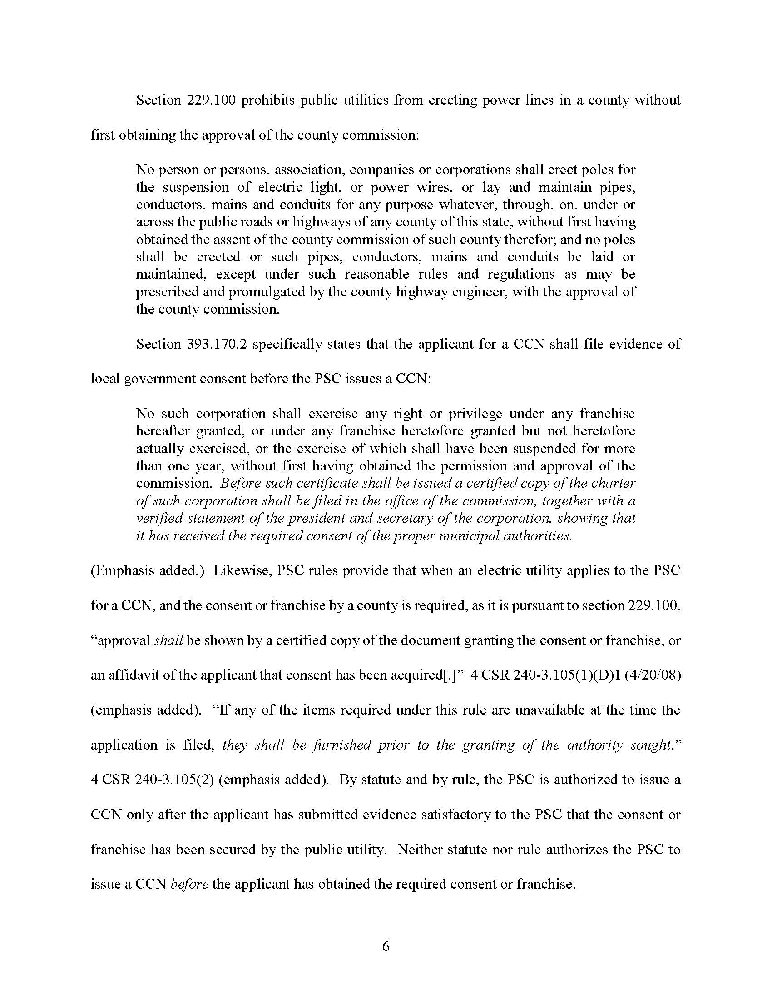 Section 229.100 prohibits public utilities from erecting power lines in a county without
first obtaining the approval of the county commission:
No person or persons, association, companies or corporations shall erect poles for
the suspension of electric light, or power wires, or lay and maintain pipes,
conductors, mains and conduits for any purpose whatever, through, on, under or
across the public roads or highways of any county of this state, without first having
obtained the assent of the county commission of such county therefor; and no poles
shall be erected or such pipes, conductors, mains and conduits be laid or
maintained, except under such reasonable rules and regulations as may be
prescribed and promulgated by the county highway engineer, with the approval of
the county commission.
Section 393.170.2 specifically states that the applicant for a CCN shall file evidence of
local government consent before the PSC issues a CCN:
No such corporation shall exercise any right or privilege under any franchise
hereafter granted, or under any franchise heretofore granted but not heretofore
actually exercised, or the exercise of which shall have been suspended for more
than one year, without first having obtained the permission and approval of the
commission. Before such certificate shall be issued a certified copy of the charter
of such corporation shall be filed in the office of the commission, together with a
verified statement of the president and secretary of the corporation, showing that
it has received the required consent of the proper municipal authorities.
(Emphasis added.) Likewise, PSC rules provide that when an electric utility applies to the PSC
for a CCN, and the consent or franchise by a county is required, as it is pursuant to section 229.100,
“approval shall be shown by a certified copy of the document granting the consent or franchise, or
an affidavit of the applicant that consent has been acquired[.]” 4 CSR 240-3.105(1)(D)1 (4/20/08)
(emphasis added). “If any of the items required under this rule are unavailable at the time the
application is filed, they shall be furnished prior to the granting of the authority sought.”
4 CSR 240-3.105(2) (emphasis added). By statute and by rule, the PSC is authorized to issue a
CCN only after the applicant has submitted evidence satisfactory to the PSC that the consent or
franchise has been secured by the public utility. Neither statute nor rule authorizes the PSC to
issue a CCN before the applicant has obtained the required consent or franchise.
6